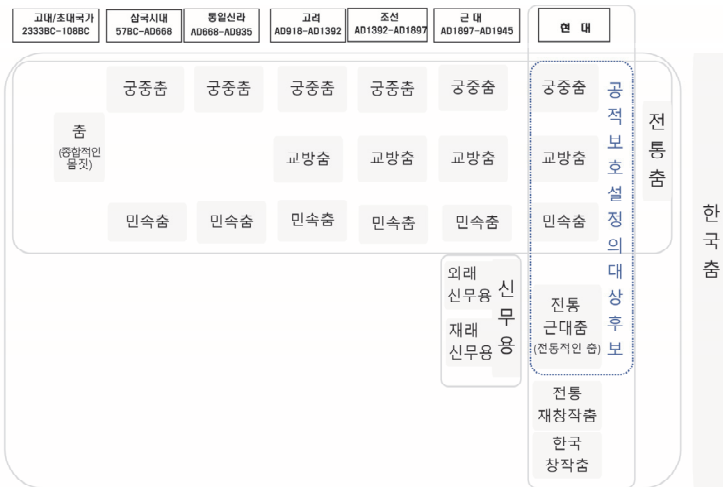 고대/초대국가
2333BC-108BC
삼국시대
57BC-AD668
통일신라
AD668-AD935
고려
AD918-AD1392
조선
AD1392-AD1897
근 대
AD1897-AD1945
현 대
궁중춤
궁중춤
궁중춤
궁중춤
궁중춤
궁중춤
춤
(종합적인
몸짓)
교방춤
교방춤
교방춤
교방춤
민속춤
민속춤
민속춤
민속춤
민속춤
민속춤
공적보호설정의대상후보
전통춤
한국춤
외래
신무용
재래
신무용
신무용
전통
근대춤
(전통적인 춤)
전통
재창작춤
한국
창작춤